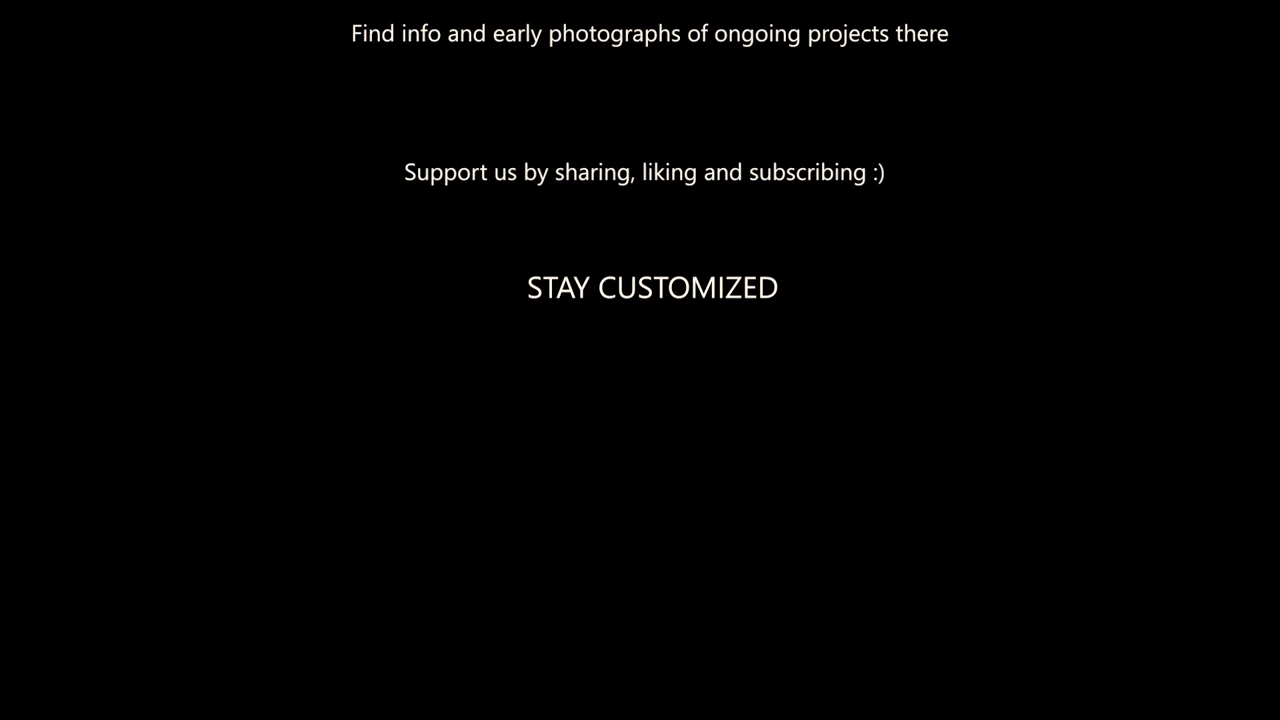 Find info and early photographs of ongoing projects there
Support us by sharing, liking and subscribing :)
STAY CUSTOMIZED